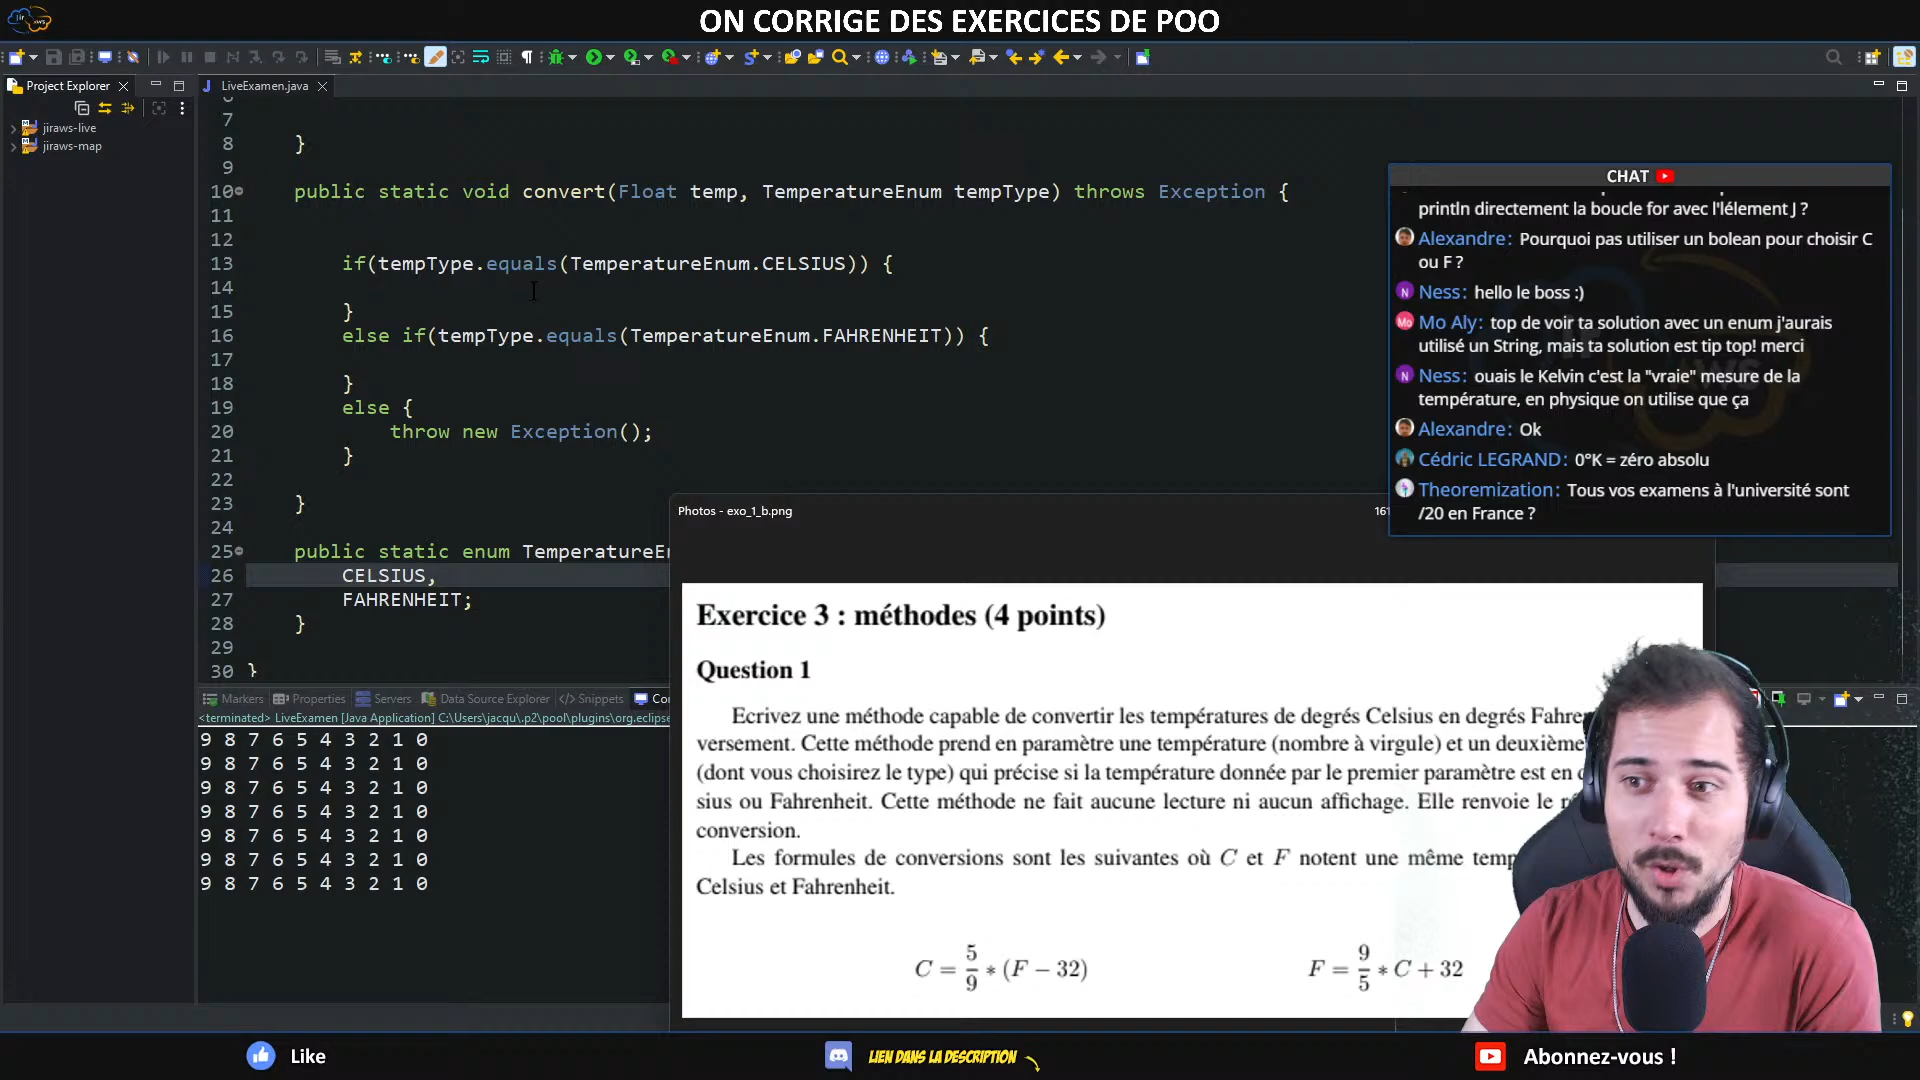 ON CORRIGE DES EXERCICES DE POO
Project Explorer
LiveExamen.java
jiraws-live
jiraws-map
7
8 }
9
10 public static void convert(Float temp, TemperatureEnum tempType) throws Exception {
11
12
13 if(tempType.equals(TemperatureEnum.CELSIUS)) {
14
15 }
16 else if(tempType.equals(TemperatureEnum.FAHRENHEIT)) {
17
18 }
19 else {
20 throw new Exception();
21 }
22
23 }
24
25 public static enum TemperatureEn
26 CELSIUS,
27 FAHRENHEIT;
28 }
29
30 }
CHAT
println directement la boucle for avec l'lélement J ?
Alexandre: Pourquoi pas utiliser un bolean pour choisir C
ou F ?
Ness: hello le boss :)
Mo Aly: top de voir ta solution avec un enum j'aurais
utilisé un String, mais ta solution est tip top! merci
Ness: ouais le Kelvin c'est la "vraie" mesure de la
température, en physique on utilise que ça
Alexandre: Ok
Cédric LEGRAND: 0°K = zéro absolu
Theoremization: Tous vos examens à l'université sont
/20 en France ?
Photos - exo_1_b.png
161
Exercice 3 : méthodes (4 points)
Question 1
Ecrivez une méthode capable de convertir les températures de degrés Celsius en degrés Fahre
versement. Cette méthode prend en paramètre une température (nombre à virgule) et un deuxième
(dont vous choisirez le type) qui précise si la température donnée par le premier paramètre est en
sius ou Fahrenheit. Cette méthode ne fait aucune lecture ni aucun affichage. Elle renvoie le
conversion.
Les formules de conversions sont les suivantes où C et F notent une même temp
Celsius et Fahrenheit.
C = 5/9 * (F − 32) F = 9/5 * C + 32
Markers Properties Servers Data Source Explorer Snippets Co
<terminated> LiveExamen [Java Application] C:\Users\jacqu\.p2\pool\plugins\org.eclipse
9 8 7 6 5 4 3 2 1 0
9 8 7 6 5 4 3 2 1 0
9 8 7 6 5 4 3 2 1 0
9 8 7 6 5 4 3 2 1 0
9 8 7 6 5 4 3 2 1 0
9 8 7 6 5 4 3 2 1 0
9 8 7 6 5 4 3 2 1 0
Like
LIEN DANS LA DESCRIPTION
Abonnez-vous !